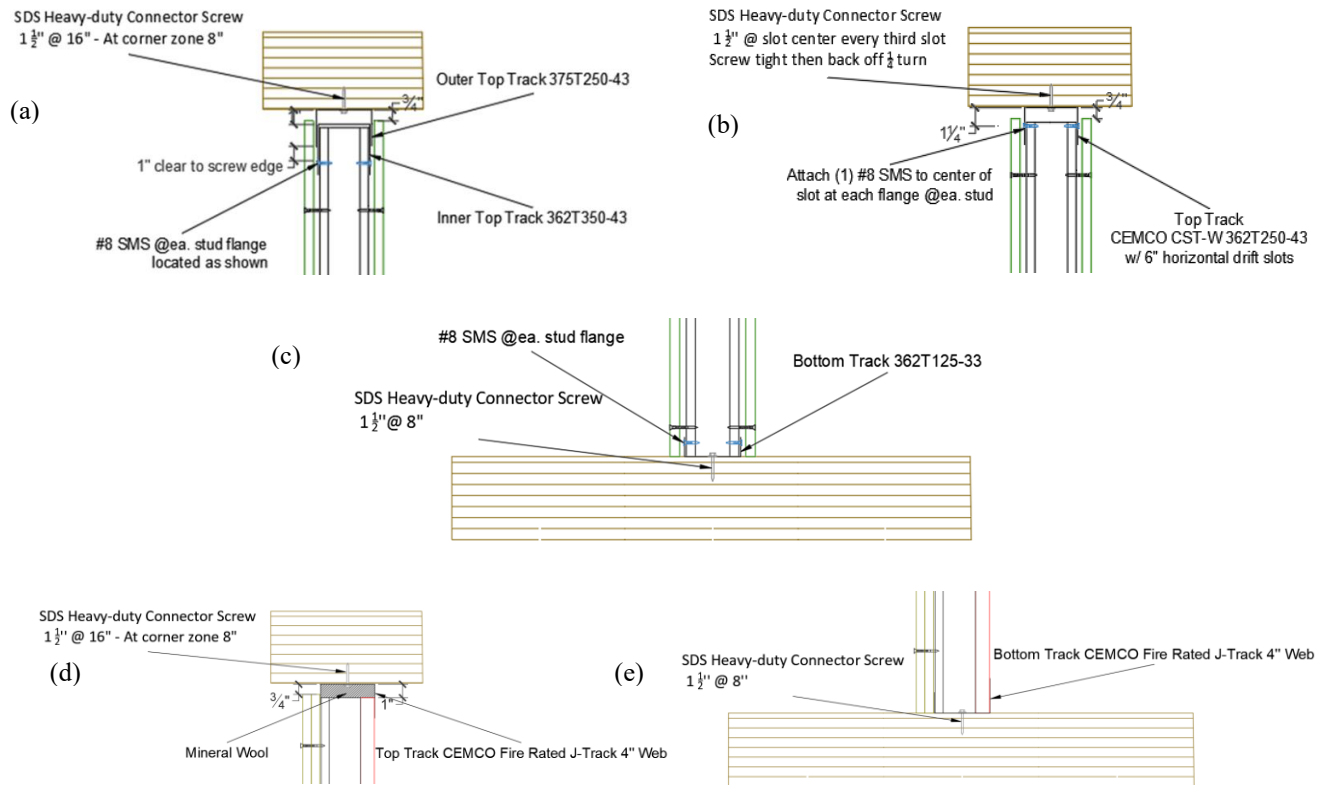 SDS Heavy-duty Connector Screw
1 1/2" @ 16" - At corner zone 8"
Outer Top Track 375T250-43
3/4"
(a)
1" clear to screw edge
Inner Top Track 362T350-43
#8 SMS @ea. stud flange
located as shown
SDS Heavy-duty Connector Screw
1 1/2" @ slot center every third slot
Screw tight then back off 1/4 turn
3/4"
(b)
1 1/4"
Attach (1) #8 SMS to center of
slot at each flange @ea. stud
Top Track
CEMCO CST-W 362T250-43
w/ 6" horizontal drift slots
#8 SMS @ea. stud flange
(c)
Bottom Track 362T125-33
SDS Heavy-duty Connector Screw
1 1/2"@ 8"
SDS Heavy-duty Connector Screw
1 1/2" @ 16" - At corner zone 8"
(d)
3/4"
1"
Mineral Wool
Top Track CEMCO Fire Rated J-Track 4" Web
(e)
SDS Heavy-duty Connector Screw
1 1/2" @ 8"
Bottom Track CEMCO Fire Rated J-Track 4" Web